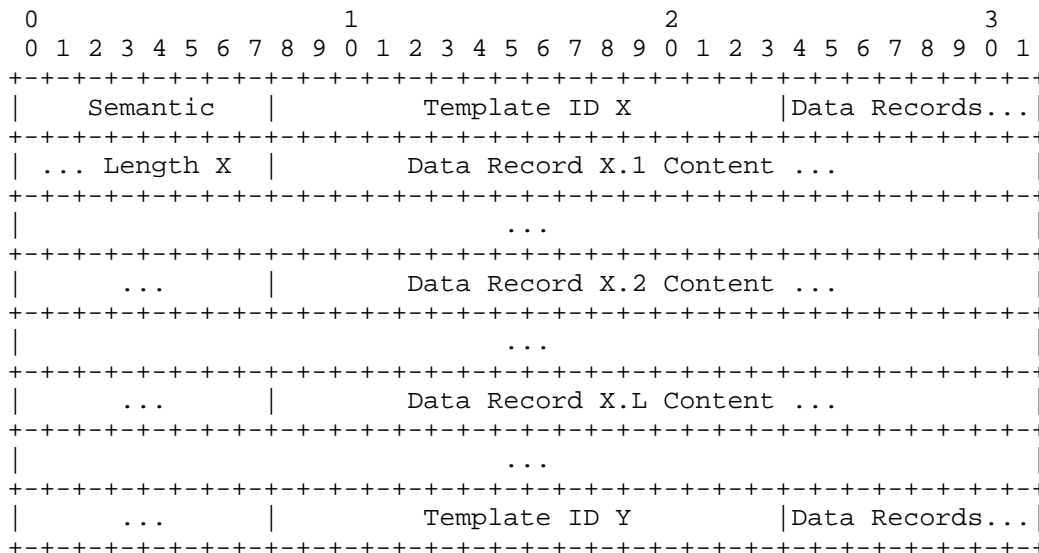 0                   1                   2                   3
0 1 2 3 4 5 6 7 8 9 0 1 2 3 4 5 6 7 8 9 0 1 2 3 4 5 6 7 8 9 0 1
+-+-+-+-+-+-+-+-+-+-+-+-+-+-+-+-+-+-+-+-+-+-+-+-+-+-+-+-+-+-+-+-+
|    Semantic   |         Template ID X         |Data Records...|
+-+-+-+-+-+-+-+-+-+-+-+-+-+-+-+-+-+-+-+-+-+-+-+-+-+-+-+-+-+-+-+-+
| ... Length X  |        Data Record X.1 Content ...            |
+-+-+-+-+-+-+-+-+-+-+-+-+-+-+-+-+-+-+-+-+-+-+-+-+-+-+-+-+-+-+-+-+
|                              ...                              |
+-+-+-+-+-+-+-+-+-+-+-+-+-+-+-+-+-+-+-+-+-+-+-+-+-+-+-+-+-+-+-+-+
|      ...      |        Data Record X.2 Content ...            |
+-+-+-+-+-+-+-+-+-+-+-+-+-+-+-+-+-+-+-+-+-+-+-+-+-+-+-+-+-+-+-+-+
|                              ...                              |
+-+-+-+-+-+-+-+-+-+-+-+-+-+-+-+-+-+-+-+-+-+-+-+-+-+-+-+-+-+-+-+-+
|      ...      |        Data Record X.L Content ...            |
+-+-+-+-+-+-+-+-+-+-+-+-+-+-+-+-+-+-+-+-+-+-+-+-+-+-+-+-+-+-+-+-+
|                              ...                              |
+-+-+-+-+-+-+-+-+-+-+-+-+-+-+-+-+-+-+-+-+-+-+-+-+-+-+-+-+-+-+-+-+
|      ...      |         Template ID Y         |Data Records...|
+-+-+-+-+-+-+-+-+-+-+-+-+-+-+-+-+-+-+-+-+-+-+-+-+-+-+-+-+-+-+-+-+